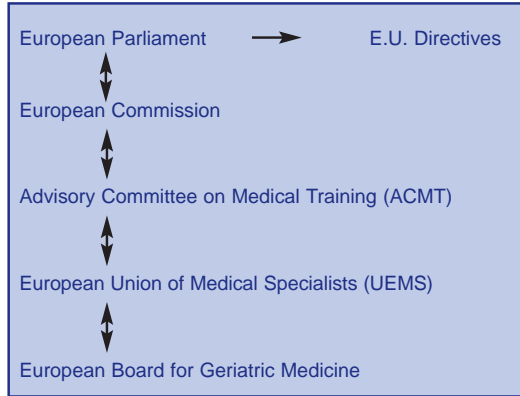 European Parliament E.U. Directives
European Commission
Advisory Committee on Medical Training (ACMT)
European Union of Medical Specialists (UEMS)
European Board for Geriatric Medicine